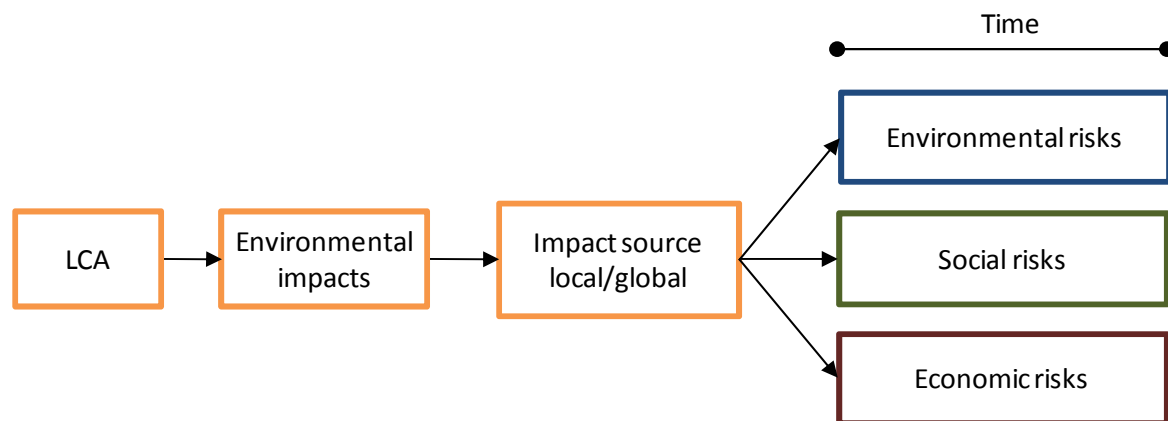 Time
Environmental risks
LCA
Environmental
impacts
Impact source
local/global
Social risks
Economic risks